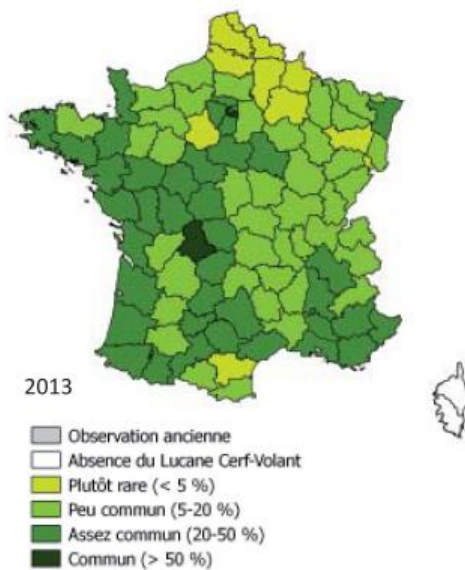 2013
Observation ancienne
Absence du Lucane Cerf-Volant
Plutôt rare (< 5 %)
Peu commun (5-20 %)
Assez commun (20-50 %)
Commun (> 50 %)